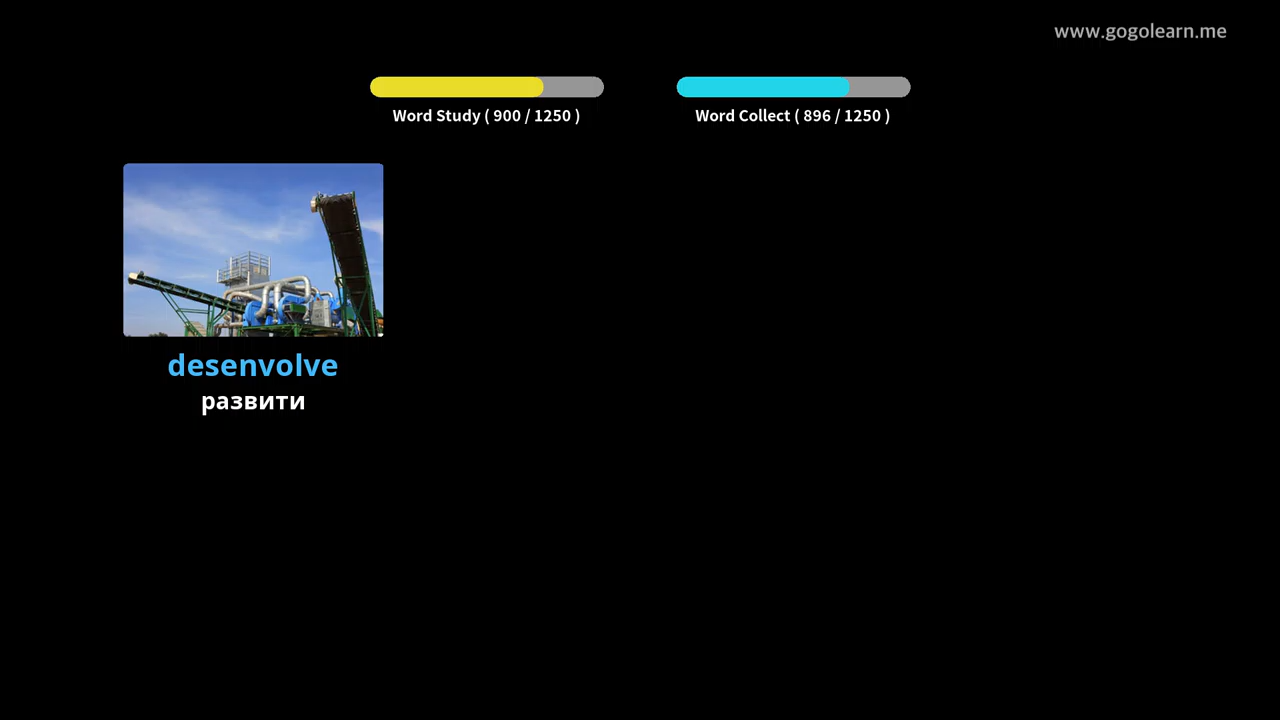 www.gogolearn.me
Word Study ( 900 / 1250 )
Word Collect ( 896 / 1250 )
desenvolve
развити